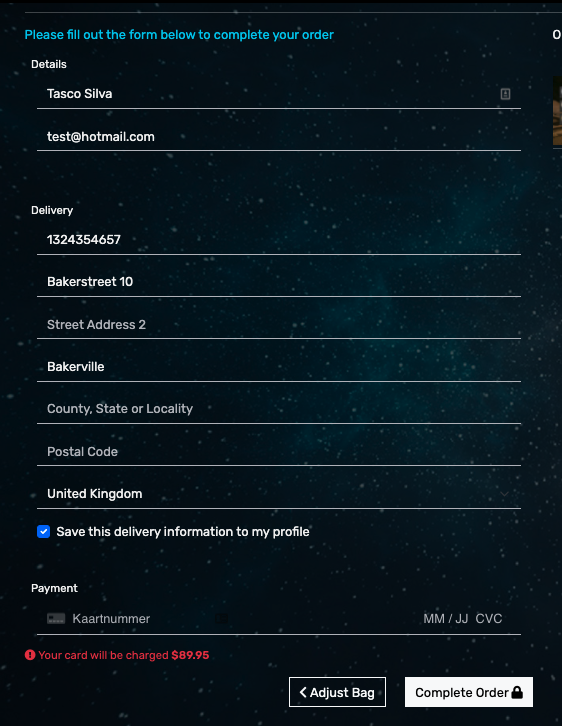 Please fill out the form below to complete your order
O
Details
Tasco Silva
test@hotmail.com
Delivery
1324354657
Bakerstreet 10
Street Address 2
Bakerville
County, State or Locality
Postal Code
United Kingdom
Save this delivery information to my profile
Payment
Kaartnummer MM / JJ CVC
Your card will be charged $89.95
Adjust Bag Complete Order